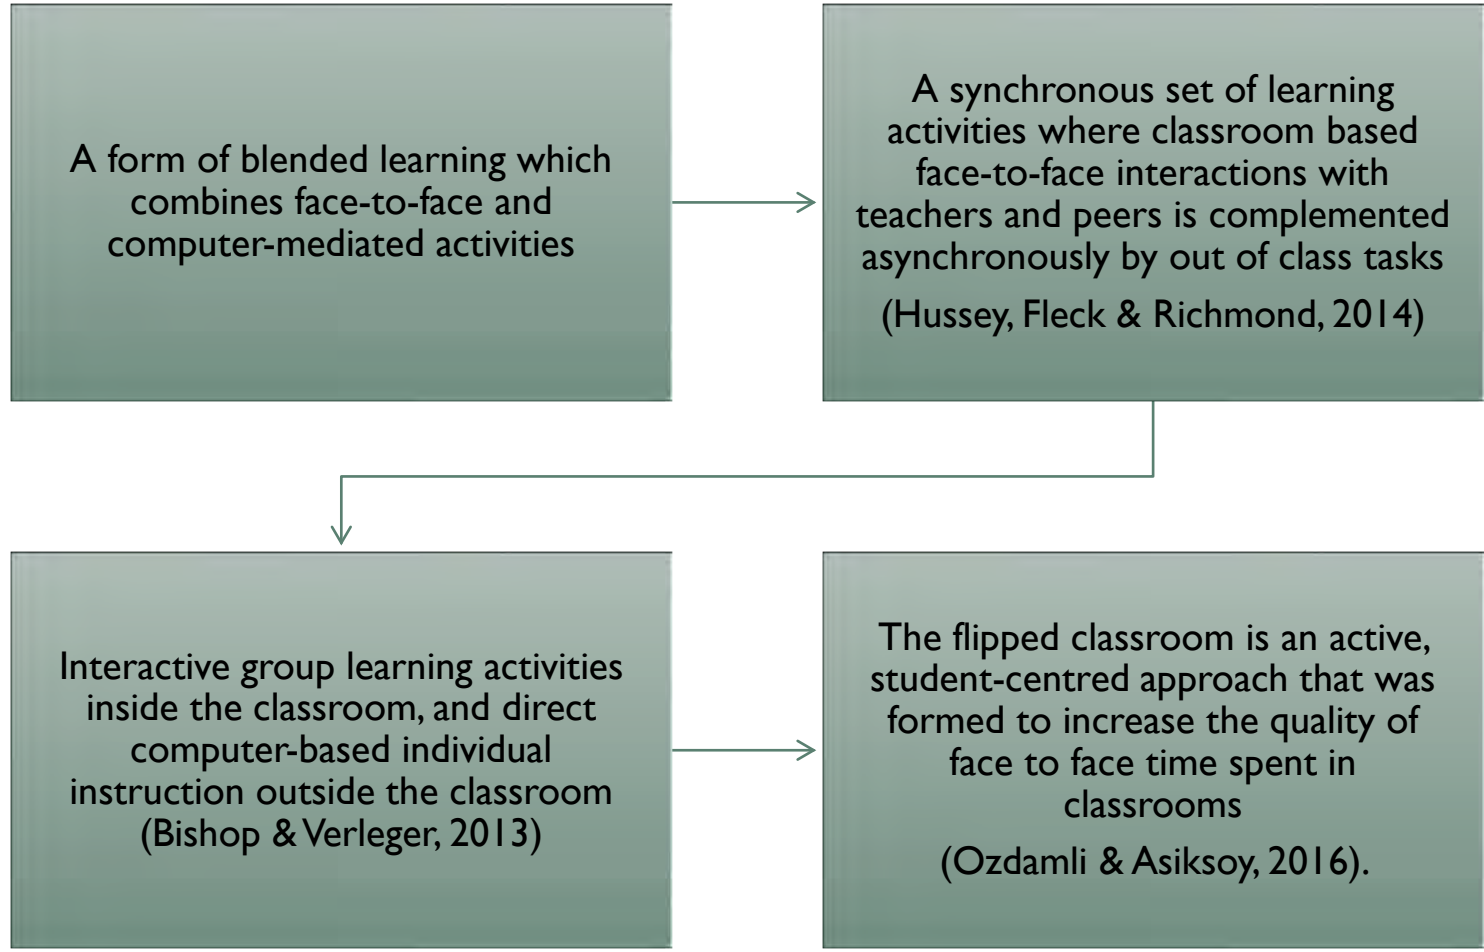 A form of blended learning which
combines face-to-face and
computer-mediated activities
A synchronous set of learning
activities where classroom based
face-to-face interactions with
teachers and peers is complemented
asynchronously by out of class tasks
(Hussey, Fleck & Richmond, 2014)
Interactive group learning activities
inside the classroom, and direct
computer-based individual
instruction outside the classroom
(Bishop & Verleger, 2013)
The flipped classroom is an active,
student-centred approach that was
formed to increase the quality of
face to face time spent in
classrooms
(Ozdamli & Asiksoy, 2016).